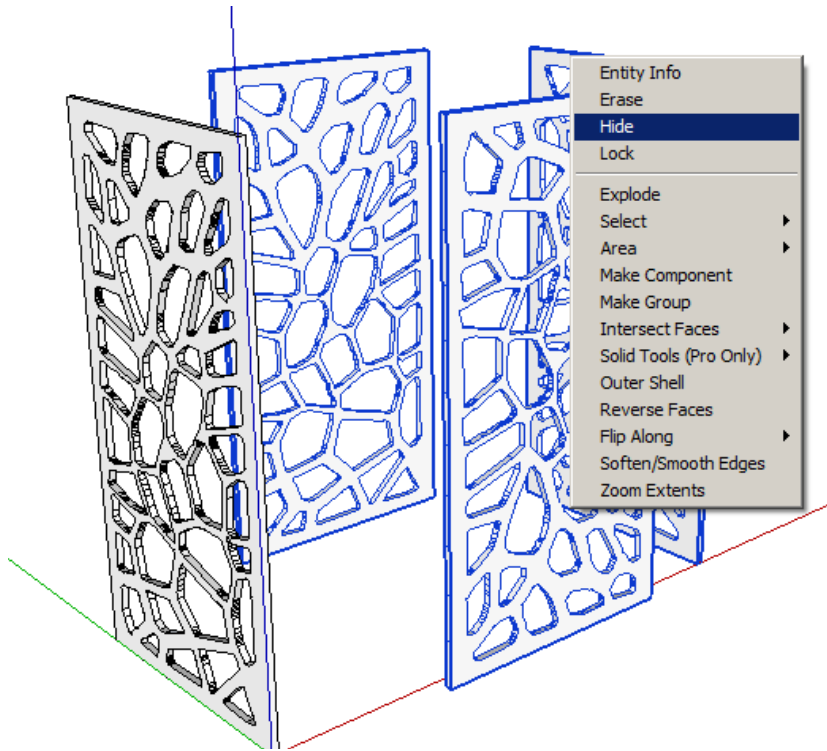 Entity Info
Erase
Hide
Lock
Explode
Select
Area
Make Component
Make Group
Intersect Faces
Solid Tools (Pro Only)
Outer Shell
Reverse Faces
Flip Along
Soften/Smooth Edges
Zoom Extents